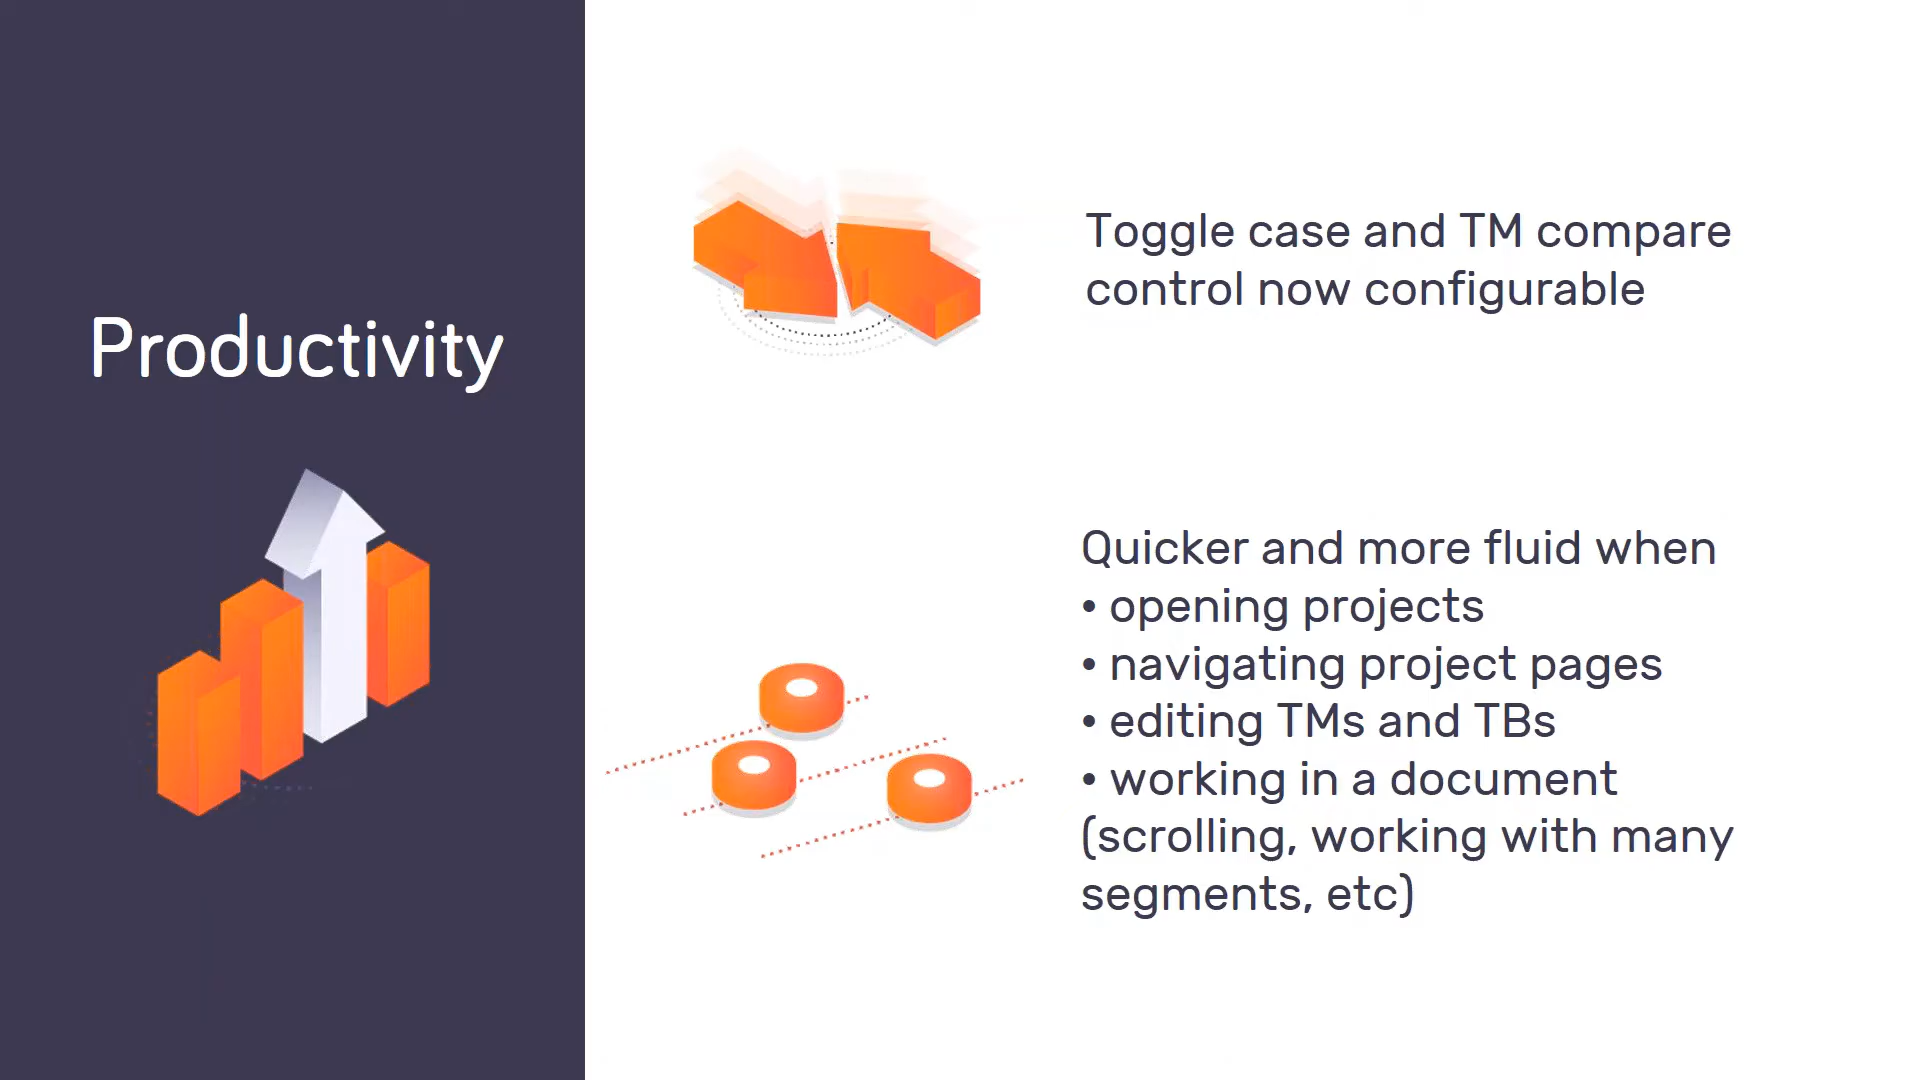 Productivity
Toggle case and TM compare
control now configurable
Quicker and more fluid when
• opening projects
• navigating project pages
• editing TMs and TBs
• working in a document
(scrolling, working with many
segments, etc)